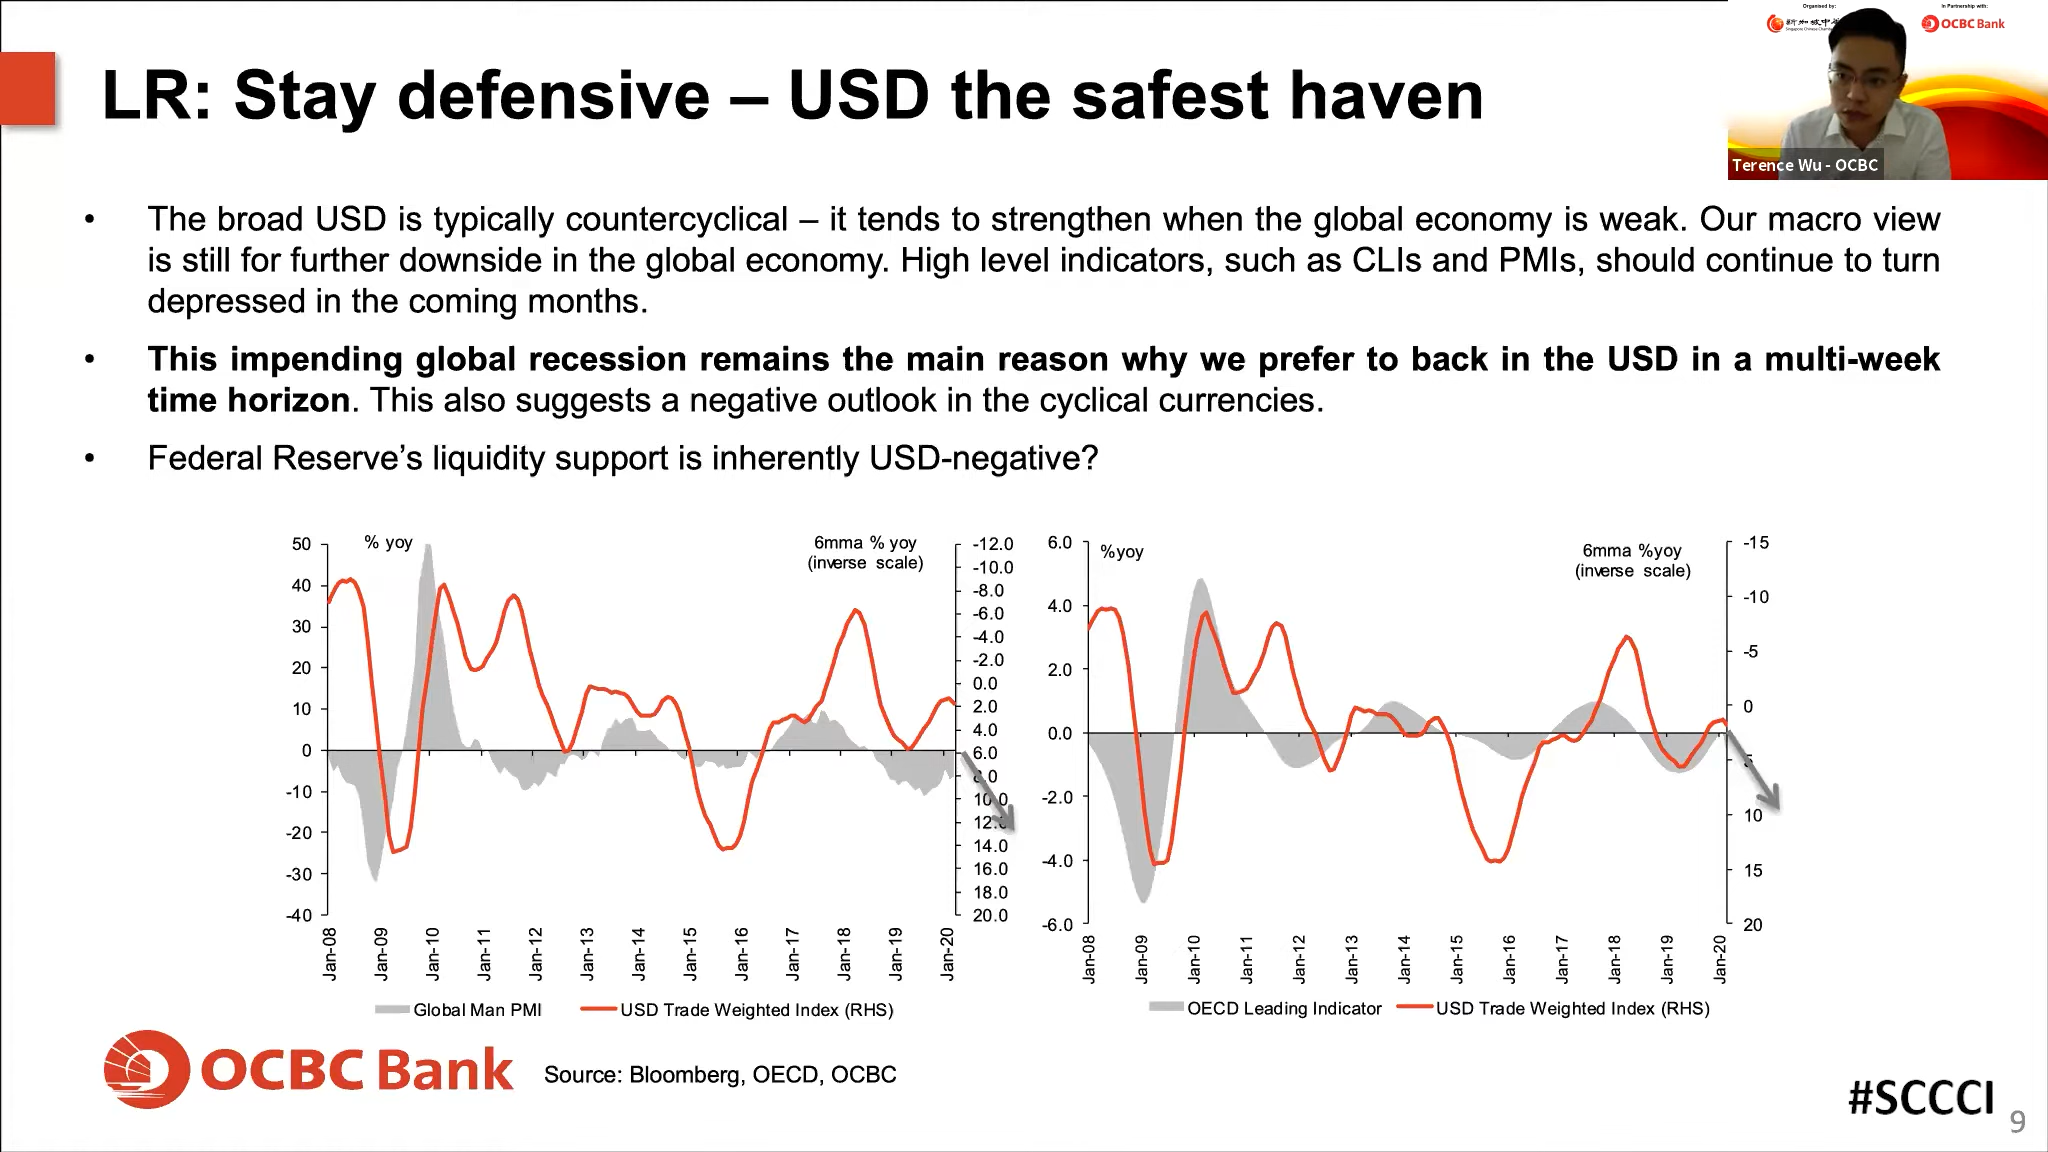 Organised by:
In Partnership with:
OCBC Bank
LR: Stay defensive – USD the safest haven
Terence Wu - OCBC
• The broad USD is typically countercyclical – it tends to strengthen when the global economy is weak. Our macro view
is still for further downside in the global economy. High level indicators, such as CLIs and PMIs, should continue to turn
depressed in the coming months.
• This impending global recession remains the main reason why we prefer to back in the USD in a multi-week
time horizon. This also suggests a negative outlook in the cyclical currencies.
• Federal Reserve’s liquidity support is inherently USD-negative?
% yoy
6mma % yoy
(inverse scale)
50
40
30
20
10
0
-10
-20
-30
-40
-12.0
-10.0
-8.0
-6.0
-4.0
-2.0
0.0
2.0
4.0
6.0
8.0
10.0
12.0
14.0
16.0
18.0
20.0
Jan-08
Jan-09
Jan-10
Jan-11
Jan-12
Jan-13
Jan-14
Jan-15
Jan-16
Jan-17
Jan-18
Jan-19
Jan-20
Global Man PMI
USD Trade Weighted Index (RHS)
%yoy
6mma %yoy
(inverse scale)
6.0
4.0
2.0
0.0
-2.0
-4.0
-6.0
-15
-10
-5
0
5
10
15
20
Jan-08
Jan-09
Jan-10
Jan-11
Jan-12
Jan-13
Jan-14
Jan-15
Jan-16
Jan-17
Jan-18
Jan-19
Jan-20
OECD Leading Indicator
USD Trade Weighted Index (RHS)
OCBC Bank
Source: Bloomberg, OECD, OCBC
#SCCCI
9